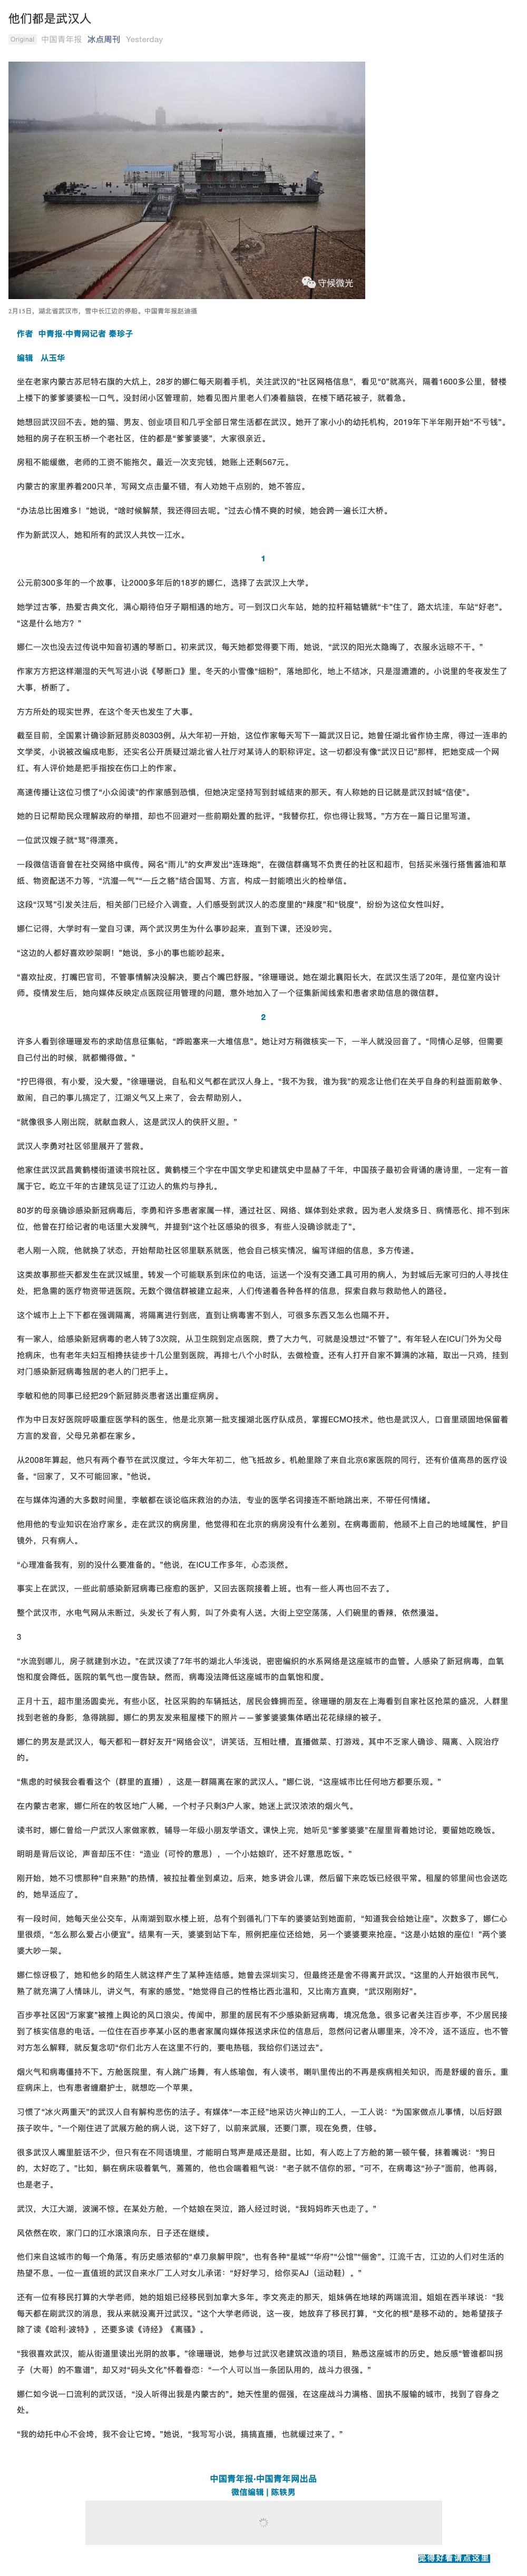 他们都是武汉人
Original 中国青年报 冰点周刊 Yesterday
守候微光
2月15日，湖北省武汉市，雪中长江边的停船。中国青年报赵迪摄
作者 中青报·中青网记者 秦珍子
编辑 从玉华
坐在老家内蒙古苏尼特右旗的大炕上，28岁的娜仁每天刷着手机，关注武汉的“社区网格信息”，看见“0”就高兴，隔着1600多公里，替楼
上楼下的爹爹婆婆松一口气。没封闭小区管理前，她看见图片里老人们凑着脑袋，在楼下晒花被子，就着急。
她想回武汉回不去。她的猫、男友、创业项目和几乎全部日常生活都在武汉。她开了家小小的幼托机构，2019年下半年刚开始“不亏钱”。
她租的房子在积玉桥一个老社区，住的都是“爹爹婆婆”，大家很亲近。
房租不能缓缴，老师的工资不能拖欠。最近一次支完钱，她账上还剩567元。
内蒙古的家里养着200只羊，写网文点击量不错，有人劝她干点别的，她不答应。
“办法总比困难多！”她说，“啥时候解禁，我还得回去呢。”过去心情不爽的时候，她会跨一遍长江大桥。
作为新武汉人，她和所有的武汉人共饮一江水。
1
公元前300多年的一个故事，让2000多年后的18岁的娜仁，选择了去武汉上大学。
她学过古筝，热爱古典文化，满心期待伯牙子期相遇的地方。可一到汉口火车站，她的拉杆箱轱辘就“卡”住了，路太坑洼，车站“好老”。
“这是什么地方？”
娜仁一次也没去过传说中知音初遇的琴断口。初来武汉，每天她都觉得要下雨，她说，“武汉的阳光太隐晦了，衣服永远晾不干。”
作家方方把这样潮湿的天气写进小说《琴断口》里。冬天的小雪像“细粉”，落地即化，地上不结冰，只是湿漉漉的。小说里的冬夜发生了
大事，桥断了。
方方所处的现实世界，在这个冬天也发生了大事。
截至目前，全国累计确诊新冠肺炎80303例。从大年初一开始，这位作家每天写下一篇武汉日记。她曾任湖北省作协主席，得过一连串的
文学奖，小说被改编成电影，还实名公开质疑过湖北省人社厅对某诗人的职称评定。这一切都没有像“武汉日记”那样，把她变成一个网
红。有人评价她是把手指按在伤口上的作家。
高速传播让这位习惯了“小众阅读”的作家感到恐惧，但她决定坚持写到封城结束的那天。有人称她的日记就是武汉封城“信使”。
她的日记帮助民众理解政府的举措，却也不回避对一些前期处置的批评。“我替你扛，你也得让我骂。”方方在一篇日记里写道。
一位武汉嫂子就“骂”得漂亮。
一段微信语音曾在社交网络中疯传。网名“雨儿”的女声发出“连珠炮”，在微信群痛骂不负责任的社区和超市，包括买米强行搭售酱油和草
纸、物资配送不力等，“沆瀣一气”“一丘之貉”结合国骂、方言，构成一封能喷出火的检举信。
这段“汉骂”引发关注后，相关部门已经介入调查。人们感受到武汉人的态度里的“辣度”和“锐度”，纷纷为这位女性叫好。
娜仁记得，大学时有一堂自习课，两个武汉男生为什么事吵起来，直到下课，还没吵完。
“这边的人都好喜欢吵架啊！”她说，多小的事也能吵起来。
“喜欢扯皮，打嘴巴官司，不管事情解决没解决，要占个嘴巴舒服。”徐珊珊说。她在湖北襄阳长大，在武汉生活了20年，是位室内设计
师。疫情发生后，她向媒体反映定点医院征用管理的问题，意外地加入了一个征集新闻线索和患者求助信息的微信群。
2
许多人看到徐珊珊发布的求助信息征集帖，“哗啦塞来一大堆信息”。她让对方稍微核实一下，一半人就没回音了。“同情心足够，但需要
自己付出的时候，就都懒得做。”
“拧巴得很，有小爱，没大爱。”徐珊珊说，自私和义气都在武汉人身上。“我不为我，谁为我”的观念让他们在关乎自身的利益面前敢争、
敢闹，自己的事儿搞定了，江湖义气又上来了，会去帮助别人。
“就像很多人刚出院，就献血救人，这是武汉人的侠肝义胆。”
武汉人李勇对社区邻里展开了营救。
他家住武汉武昌黄鹤楼街道读书院社区。黄鹤楼三个字在中国文学史和建筑史中显赫了千年，中国孩子最初会背诵的唐诗里，一定有一首
属于它。屹立千年的古建筑见证了江边人的焦灼与挣扎。
80岁的母亲确诊感染新冠病毒后，李勇和许多患者家属一样，通过社区、网络、媒体到处求救。因为老人发烧多日、病情恶化、排不到床
位，他曾在打给记者的电话里大发脾气，并提到“这个社区感染的很多，有些人没确诊就走了”。
老人刚一入院，他就换了状态，开始帮助社区邻里联系就医，他会自己核实情况，编写详细的信息，多方传递。
这类故事那些天都发生在武汉城里。转发一个可能联系到床位的电话，运送一个没有交通工具可用的病人，为封城后无家可归的人寻找住
处，把急需的医疗物资带进医院。无数个微信群被建立起来，人们传递着各种各样的信息，探索自救与救助他人的路径。
这个城市上上下下都在强调隔离，将隔离进行到底，直到让病毒害不到人，可很多东西又怎么也隔不开。
有一家人，给感染新冠病毒的老人转了3次院，从卫生院到定点医院，费了大力气，可就是没想过“不管了”。有年轻人在ICU门外为父母
抢病床，也有老年夫妇互相搀扶徒步十几公里到医院，再排七八个小时队，去做检查。还有人打开自家不算满的冰箱，取出一只鸡，挂到
对门感染新冠病毒独居的老人的门把手上。
李敏和他的同事已经把29个新冠肺炎患者送出重症病房。
作为中日友好医院呼吸重症医学科的医生，他是北京第一批支援湖北医疗队成员，掌握ECMO技术。他也是武汉人，口音里顽固地保留着
方言的发音，父母兄弟都在家乡。
从2008年算起，他只有两个春节在武汉度过。今年大年初二，他飞抵故乡。机舱里除了来自北京6家医院的同行，还有价值高昂的医疗设
备。“回家了，又不可能回家。”他说。
在与媒体沟通的大多数时间里，李敏都在谈论临床救治的办法，专业的医学名词接连不断地跳出来，不带任何情绪。
他用他的专业知识在治疗家乡。走在武汉的病房里，他觉得和在北京的病房没有什么差别。在病毒面前，他顾不上自己的地域属性，护目
镜外，只有病人。
“心理准备我有，别的没什么要准备的。”他说，在ICU工作多年，心态淡然。
事实上在武汉，一些此前感染新冠病毒已痊愈的医护，又回去医院接着上班。也有一些人再也回不去了。
整个武汉市，水电气网从未断过，头发长了有人剪，叫了外卖有人送。大街上空空落落，人们碗里的香辣，依然漫溢。
3
“水流到哪儿，房子就建到水边。”在武汉读了7年书的湖北人华浅说，密密编织的水系网络是这座城市的血管。人感染了新冠病毒，血氧
饱和度会降低。医院的氧气也一度告缺。然而，病毒没法降低这座城市的血氧饱和度。
正月十五，超市里汤圆卖光。有些小区，社区采购的车辆抵达，居民会蜂拥而至。徐珊珊的朋友在上海看到自家社区抢菜的盛况，人群里
找到老爸的身影，急得跳脚。娜仁的男友发来租屋楼下的照片——爹爹婆婆集体晒出花花绿绿的被子。
娜仁的男友是武汉人，每天都和一群好友开“网络会议”，讲笑话，互相吐槽，直播做菜、打游戏。其中不乏家人确诊、隔离、入院治疗
的。
“焦虑的时候我会看看这个（群里的直播），这是一群隔离在家的武汉人。”娜仁说，“这座城市比任何地方都要乐观。”
在内蒙古老家，娜仁所在的牧区地广人稀，一个村子只剩3户人家。她迷上武汉浓浓的烟火气。
读书时，娜仁曾给一户武汉人家做家教，辅导一年级小朋友学语文。课快上完，她听见“爹爹婆婆”在屋里背着她讨论，要留她吃晚饭。
明明是背后议论，声音却压不住：“造业（可怜的意思），一个小姑娘吖，还不好意思吃饭。”
刚开始，她不习惯那种“自来熟”的热情，被拉扯着坐到桌边。后来，她多讲会儿课，然后留下来吃饭已经很平常。租屋的邻里间也会送吃
的，她早适应了。
有一段时间，她每天坐公交车，从南湖到取水楼上班，总有个到循礼门下车的婆婆站到她面前，“知道我会给她让座”。次数多了，娜仁心
里很烦，“怎么那么爱占小便宜”。结果有一天，婆婆到站下车，照例把座位还给她，另一个婆婆要来抢座。“这是小姑娘的座位！”两个婆
婆大吵一架。
娜仁惊讶极了，她和他乡的陌生人就这样产生了某种连结感。她曾去深圳实习，但最终还是舍不得离开武汉。“这里的人开始很市民气，
熟了就充满了人情味儿，讲义气，有家的感觉。”她觉得自己的性格比西北温和，又比南方直爽，“武汉刚刚好”。
百步亭社区因“万家宴”被推上舆论的风口浪尖。传闻中，那里的居民有不少感染新冠病毒，境况危急。很多记者关注百步亭，不少居民接
到了核实信息的电话。一位住在百步亭某小区的患者家属向媒体报送求床位的信息后，忽然问记者从哪里来，冷不冷，适不适应。也不管
对方怎么解释，就反复念叨“你们北方人在这里不行的，要电热毯，我给你们送过去”。
烟火气和病毒僵持不下。方舱医院里，有人跳广场舞，有人练瑜伽，有人读书，喇叭里传出的不再是疾病相关知识，而是舒缓的音乐。重
症病床上，也有患者缠磨护士，就想吃一个苹果。
习惯了“冰火两重天”的武汉人自有解构悲伤的法子。有媒体“一本正经”地采访火神山的工人，一工人说：“为国家做点儿事情，以后好跟
孩子吹牛。”一个刚住进了武展方舱的病人说，这下好了，以前来武展，还要门票，现在免费，住够。
很多武汉人嘴里脏话不少，但只有在不同语境里，才能明白骂声是咸还是甜。比如，有人吃上了方舱的第一顿午餐，抹着嘴说：“狗日
的，太好吃了。”比如，躺在病床吸着氧气，蔫蔫的，他也会喘着粗气说：“老子就不信你的邪。”可不，在病毒这“孙子”面前，他再弱，
也是老子。
武汉，大江大湖，波澜不惊。在某处方舱，一个姑娘在哭泣，路人经过时说，“我妈妈昨天也走了。”
风依然在吹，家门口的江水滚滚向东，日子还在继续。
他们来自这城市的每一个角落。有历史感浓郁的“卓刀泉解甲院”，也有各种“星城”“华府”“公馆”“俪舍”。江流千古，江边的人们对生活的
热望不息。一位一直值班的武汉自来水厂工人对女儿承诺：“好好学习，给你买AJ（运动鞋）。”
还有一位有移民打算的大学老师，她的姐姐已经移民到加拿大多年。李文亮走的那天，姐妹俩在地球的两端流泪。姐姐在西半球说：“我
每天都在刷武汉的消息，我从来就没离开过武汉。”这个大学老师说，这一夜，她放弃了移民打算，“文化的根”是移不动的。她希望孩子
除了读《哈利·波特》，还要多读《诗经》《离骚》。
“我很喜欢武汉，能从街道里读出光阴的故事。”徐珊珊说，她参与过武汉老建筑改造的项目，熟悉这座城市的历史。她反感“管谁都叫拐
子（大哥）的不靠谱”，却又对“码头文化”怀着眷恋：“一个人可以当一条团队用的，战斗力很强。”
娜仁如今说一口流利的武汉话，“没人听得出我是内蒙古的”。她天性里的倔强，在这座战斗力满格、固执不服输的城市，找到了容身之
处。
“我的幼托中心不会垮，我不会让它垮。”她说，“我写写小说，搞搞直播，也就缓过来了。”
中国青年报·中国青年网出品
微信编辑 | 陈轶男
觉得好看请点这里